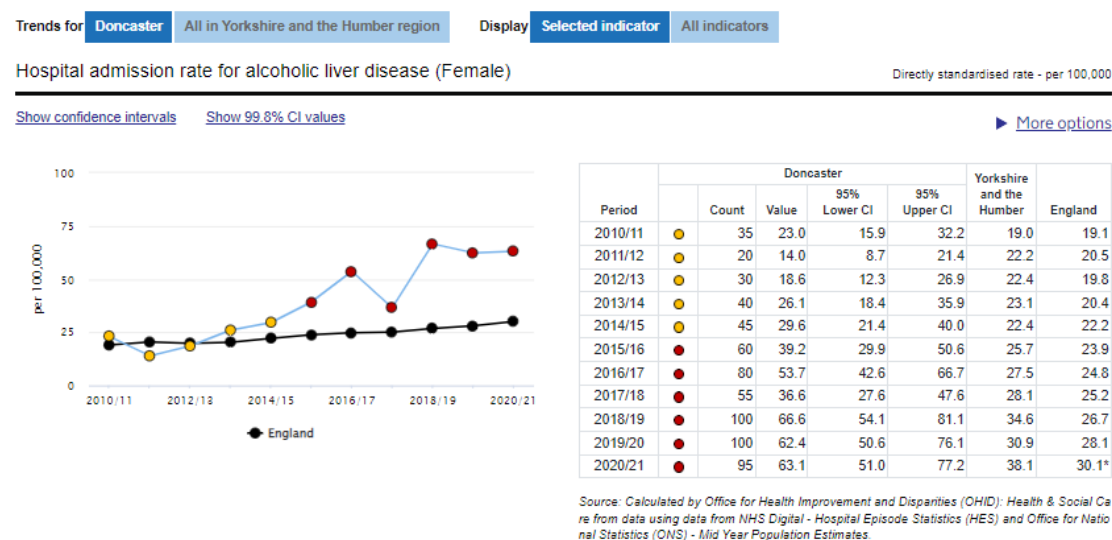 Trends for Doncaster All in Yorkshire and the Humber region Display Selected indicator All indicators
Hospital admission rate for alcoholic liver disease (Female) Directly standardised rate - per 100,000
Show confidence intervals Show 99.8% CI values
▶ More options
100
75
50
25
0
per 100,000
2010/11 2012/13 2014/15 2016/17 2018/19 2020/21
England
Doncaster
Period Count Value 95% Lower CI 95% Upper CI Yorkshire and the Humber England
2010/11 35 23.0 15.9 32.2 19.0 19.1
2011/12 20 14.0 8.7 21.4 22.2 20.5
2012/13 30 18.6 12.3 26.9 22.4 19.8
2013/14 40 26.1 18.4 35.9 23.1 20.4
2014/15 45 29.6 21.4 40.0 22.4 22.2
2015/16 60 39.2 29.9 50.6 25.7 23.9
2016/17 80 53.7 42.6 66.7 27.5 24.8
2017/18 55 36.6 27.6 47.6 28.1 25.2
2018/19 100 66.6 54.1 81.1 34.6 26.7
2019/20 100 62.4 50.6 76.1 30.9 28.1
2020/21 95 63.1 51.0 77.2 38.1 30.1*
Source: Calculated by Office for Health Improvement and Disparities (OHID): Health & Social Ca
re from data using data from NHS Digital - Hospital Episode Statistics (HES) and Office for Natio
nal Statistics (ONS) - Mid Year Population Estimates.